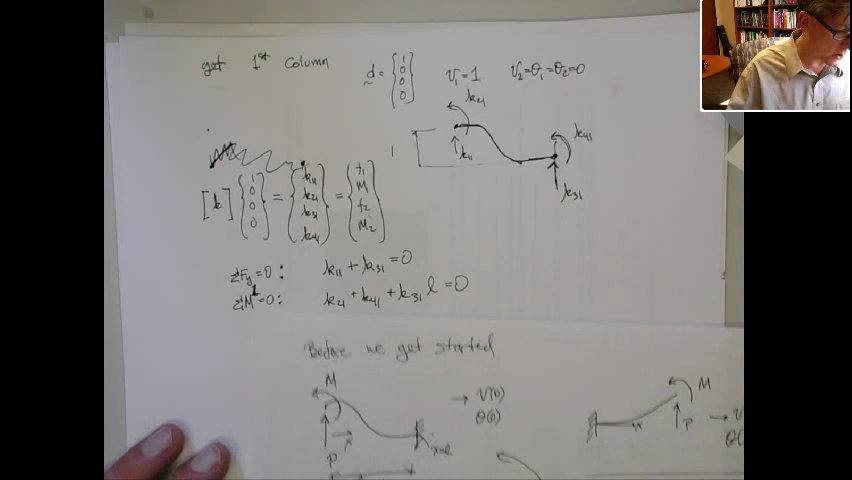 get 1st column
d = {1 0 0 0} v₁ = 1 v₂ = θ₁ = θ₂ = 0
k₂₁
k₄₁
1
k₁₁
k₃₁
[k] {1 0 0 0} = {k₁₁ k₂₁ k₃₁ k₄₁} = {f₁ M f₂ M₂}
ΣFy = 0 : k₁₁ + k₃₁ = 0
ΣM = 0 : k₂₁ + k₄₁ + k₃₁ l = 0
Before we get started
M
→ v(0)
θ(0)
x
P
M
P
x